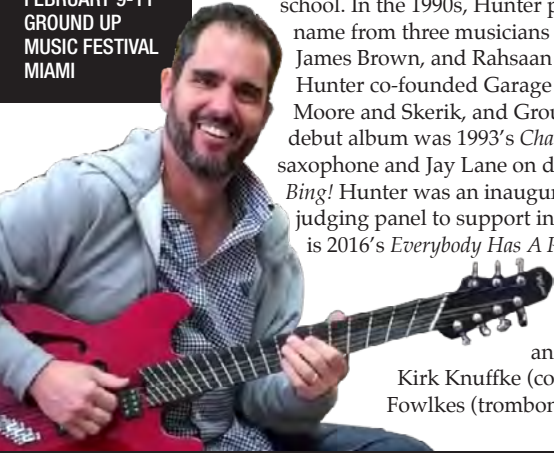 FEBRUARY 9-11
GROUND UP
MUSIC FESTIVAL
MIAMI
school. In the 1990s, Hunter p
name from three musicians
James Brown, and Rahsaan
Hunter co-founded Garage
Moore and Skerik, and Grou
debut album was 1993's Cha
saxophone and Jay Lane on d
Bing! Hunter was an inaugur
judging panel to support in
is 2016's Everybody Has A P
an
Kirk Knuffke (co
Fowlkes (trombon